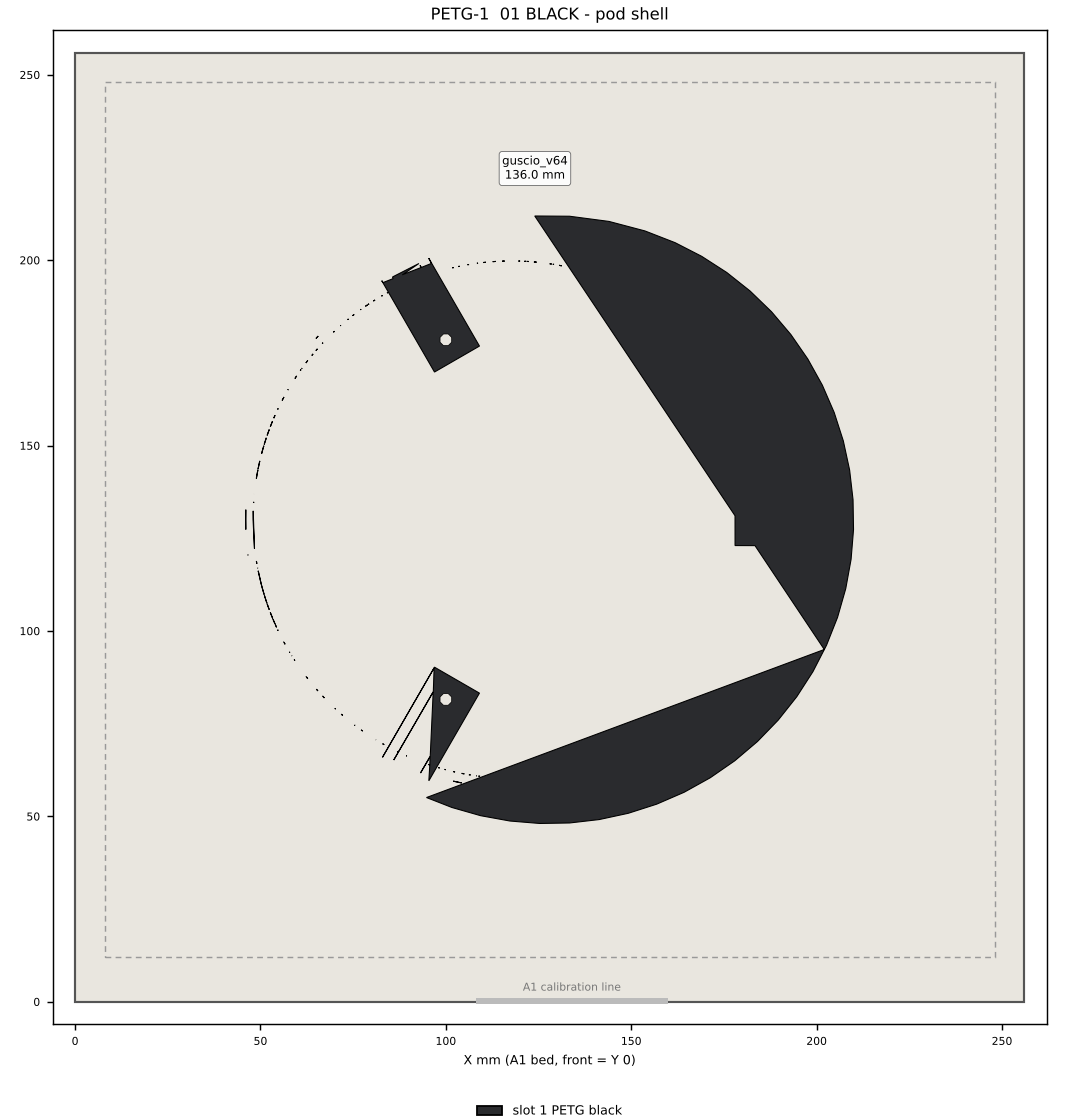 PETG-1  01 BLACK - pod shell
250
200
150
100
50
0
guscio_v64
136.0 mm
A1 calibration line
0
50
100
150
200
250
X mm (A1 bed, front = Y 0)
slot 1 PETG black